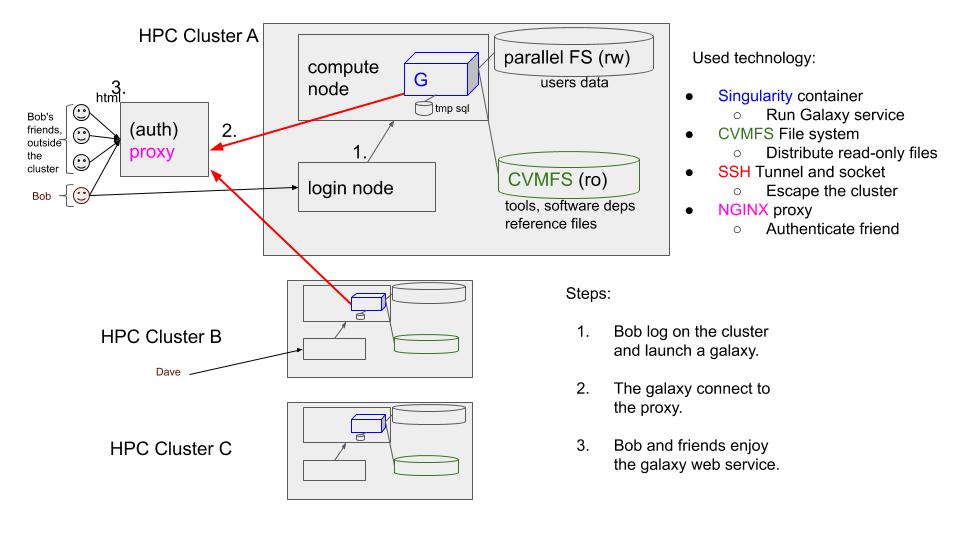 HPC Cluster A
compute
node
G
tmp sql
parallel FS (rw)
users data
3.
html
Bob's
friends,
outside
the
cluster
(auth)
proxy
2.
1.
Bob
login node
CVMFS (ro)
tools, software deps
reference files
HPC Cluster B
Dave
HPC Cluster C
Used technology:
● Singularity container
○ Run Galaxy service
● CVMFS File system
○ Distribute read-only files
● SSH Tunnel and socket
○ Escape the cluster
● NGINX proxy
○ Authenticate friend
Steps:
1. Bob log on the cluster
and launch a galaxy.
2. The galaxy connect to
the proxy.
3. Bob and friends enjoy
the galaxy web service.